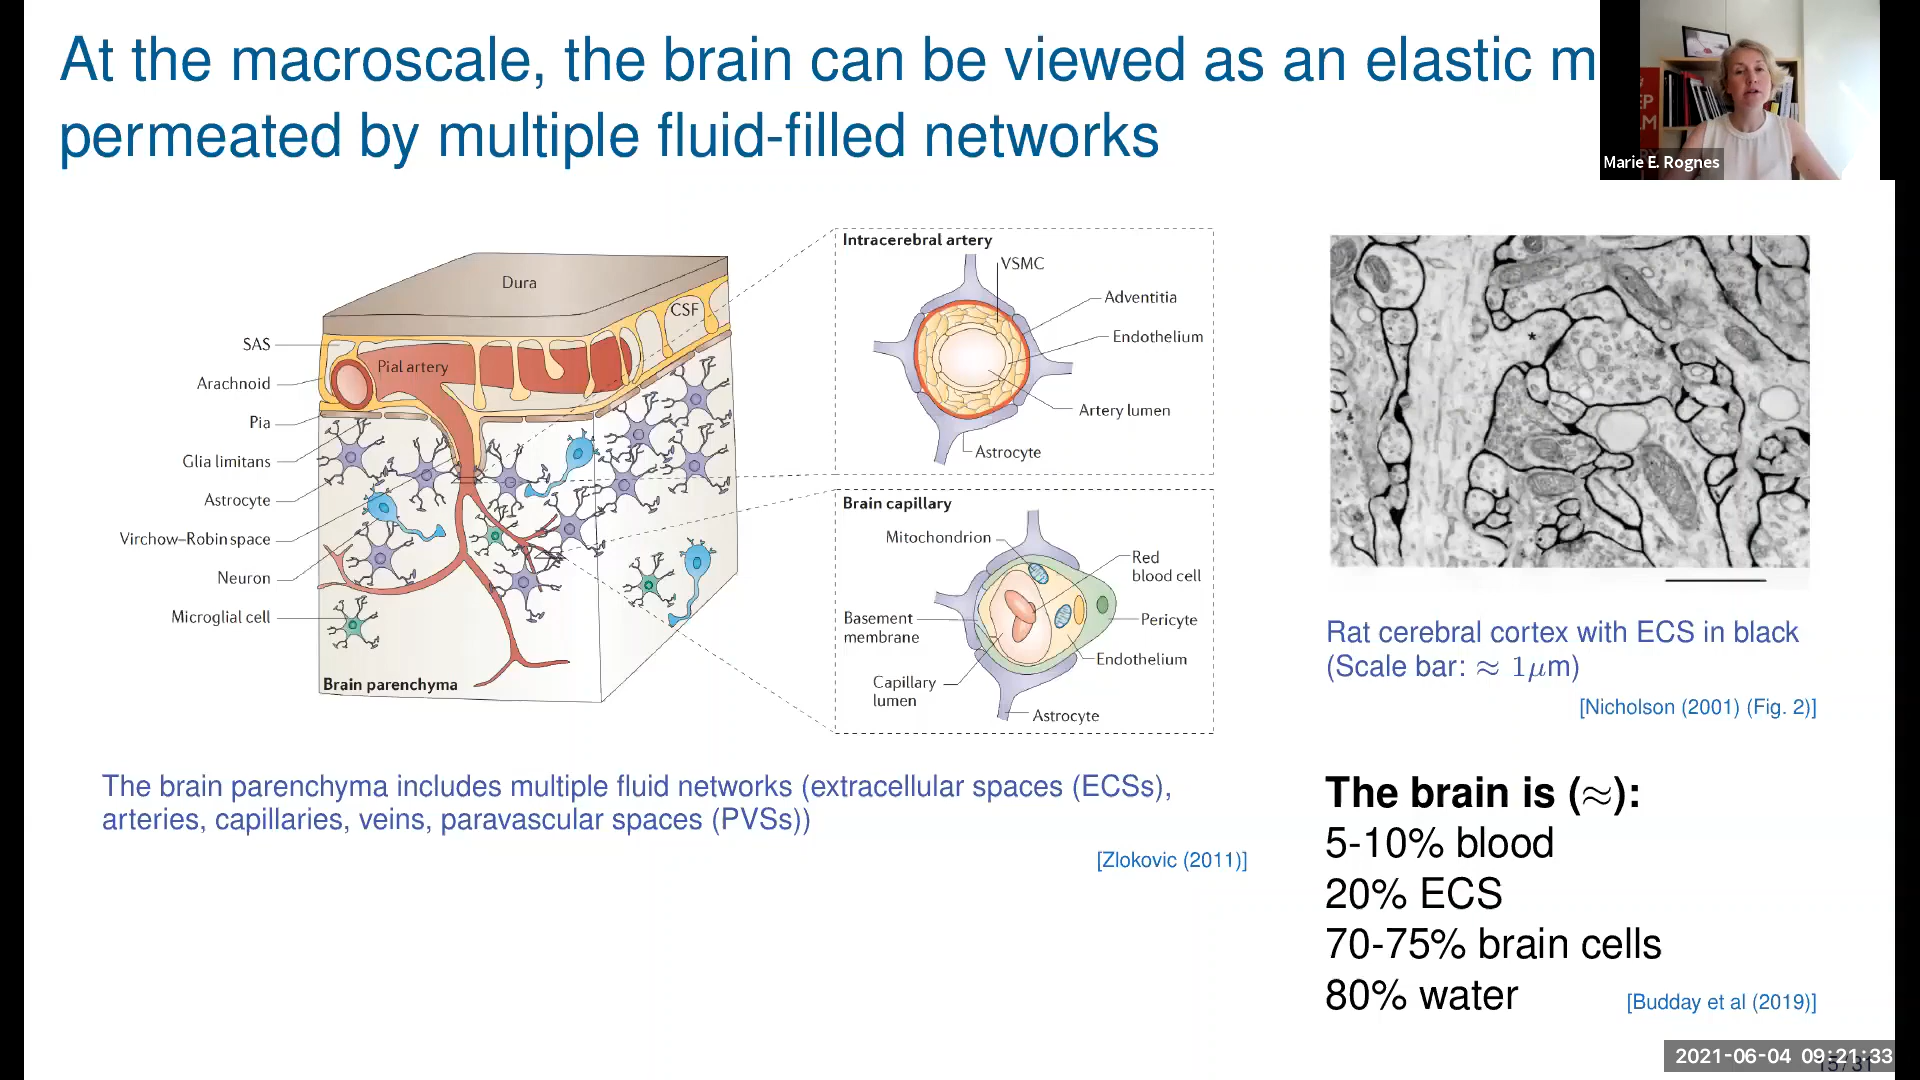 At the macroscale, the brain can be viewed as an elastic m
permeated by multiple fluid-filled networks
Marie E. Rognes
Dura
CSF
SAS
Pial artery
Arachnoid
Pia
Glia limitans
Astrocyte
Virchow–Robin space
Neuron
Microglial cell
Brain parenchyma
Intracerebral artery
VSMC
Adventitia
Endothelium
Artery lumen
Astrocyte
Brain capillary
Mitochondrion
Red
blood cell
Basement
membrane
Pericyte
Endothelium
Capillary
lumen
Astrocyte
*
Rat cerebral cortex with ECS in black
(Scale bar: ≈ 1μm)
[Nicholson (2001) (Fig. 2)]
The brain parenchyma includes multiple fluid networks (extracellular spaces (ECSs),
arteries, capillaries, veins, paravascular spaces (PVSs))
[Zlokovic (2011)]
The brain is (≈):
5-10% blood
20% ECS
70-75% brain cells
80% water
[Budday et al (2019)]
2021-06-04 09:21:33